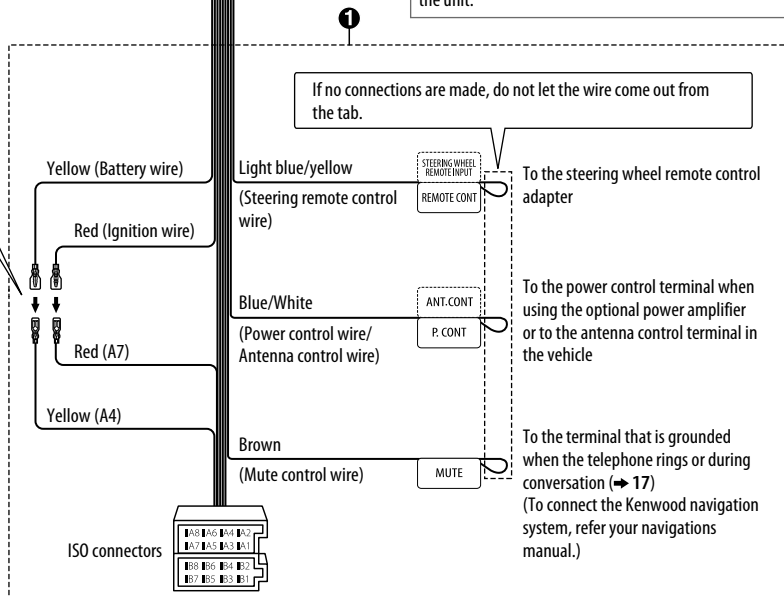 the unit.
1
If no connections are made, do not let the wire come out from
the tab.
Yellow (Battery wire)
Red (Ignition wire)
Red (A7)
Yellow (A4)
Light blue/yellow
(Steering remote control
wire)
STEERING WHEEL
REMOTE INPUT
REMOTE CONT
To the steering wheel remote control
adapter
Blue/White
(Power control wire/
Antenna control wire)
ANT.CONT
P. CONT
To the power control terminal when
using the optional power amplifier
or to the antenna control terminal in
the vehicle
Brown
(Mute control wire)
MUTE
To the terminal that is grounded
when the telephone rings or during
conversation (➜ 17)
(To connect the Kenwood navigation
system, refer your navigations
manual.)
ISO connectors
A8 A6 A4 A2
A7 A5 A3 A1
B8 B6 B4 B2
B7 B5 B3 B1